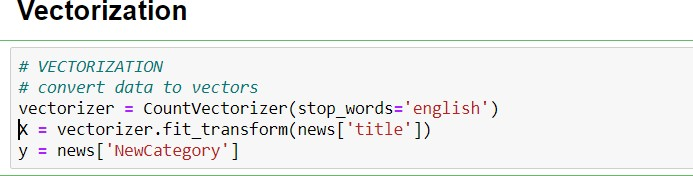 Vectorization
# VECTORIZATION
# convert data to vectors
vectorizer = CountVectorizer(stop_words='english')
X = vectorizer.fit_transform(news['title'])
y = news['NewCategory']